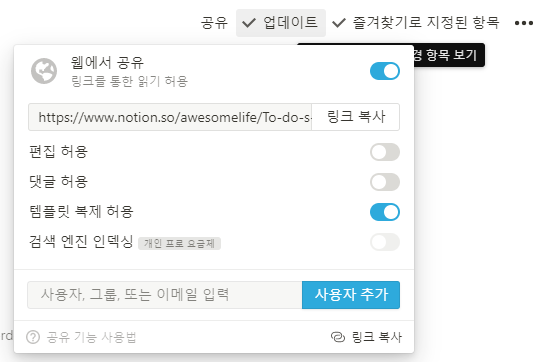 공유 업데이트 즐겨찾기로 지정된 항목
경 항목 보기
웹에서 공유
링크를 통한 읽기 허용
https://www.notion.so/awesomelife/To-do-s- 링크 복사
편집 허용
댓글 허용
템플릿 복제 허용
검색 엔진 인덱싱 개인 프로 요금제
사용자, 그룹, 또는 이메일 입력 사용자 추가
rd
공유 기능 사용법 링크 복사